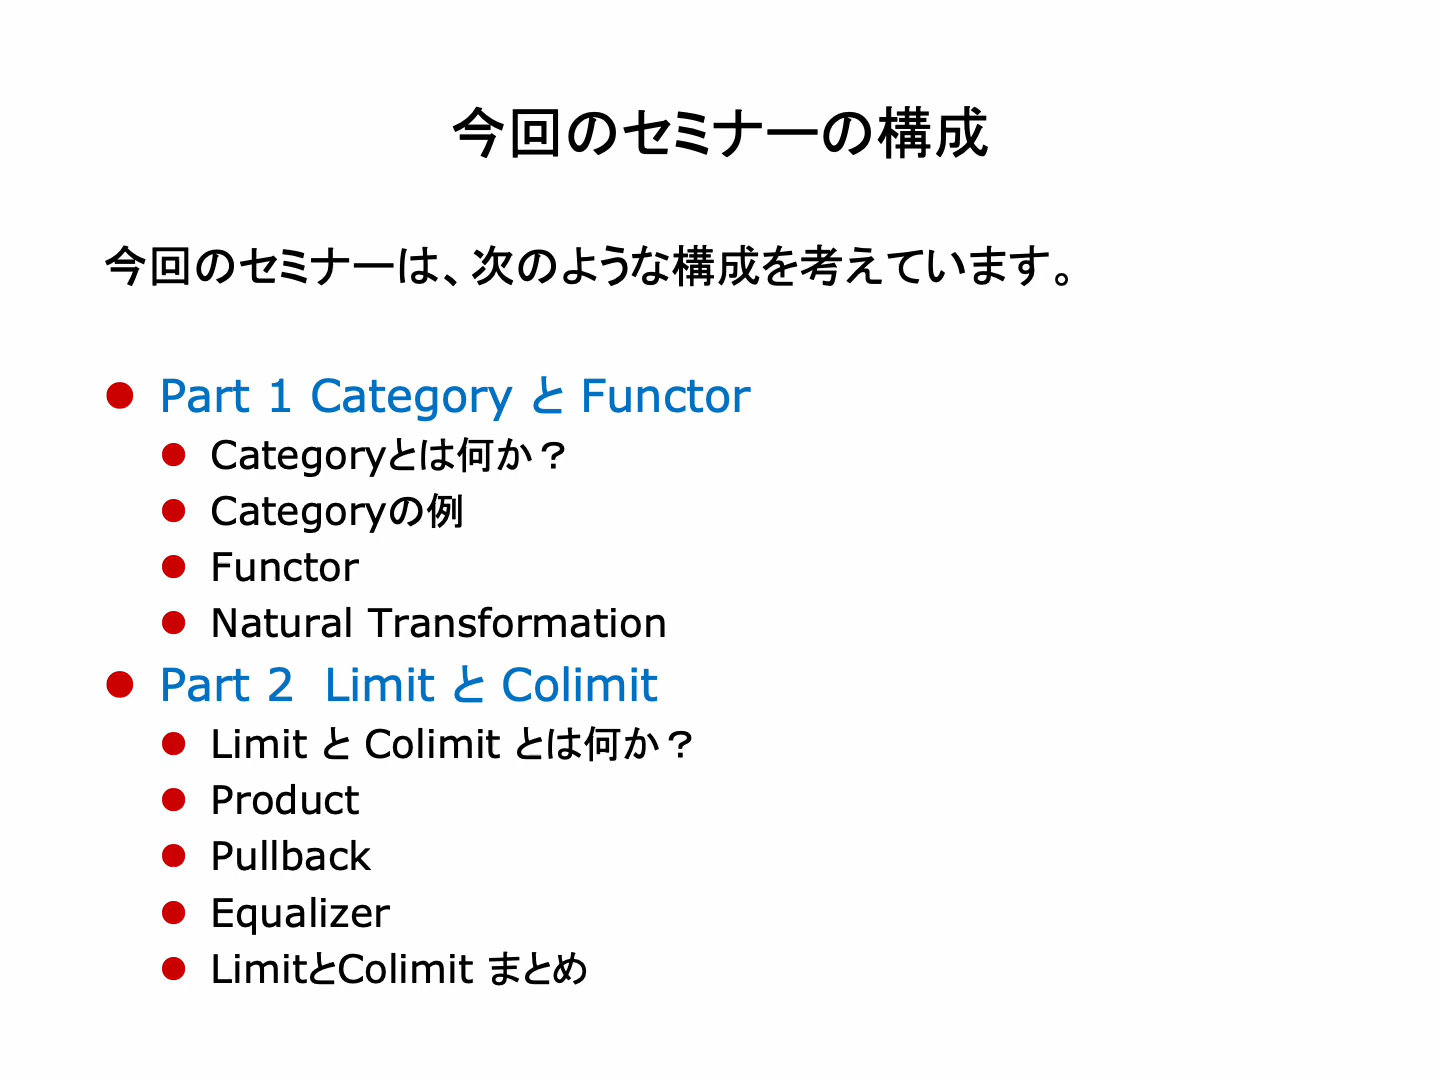 今回のセミナーの構成
今回のセミナーは、次のような構成を考えています。
Part 1 Category と Functor
Categoryとは何か？
Categoryの例
Functor
Natural Transformation
Part 2  Limit と Colimit
Limit と Colimit とは何か？
Product
Pullback
Equalizer
LimitとColimit まとめ